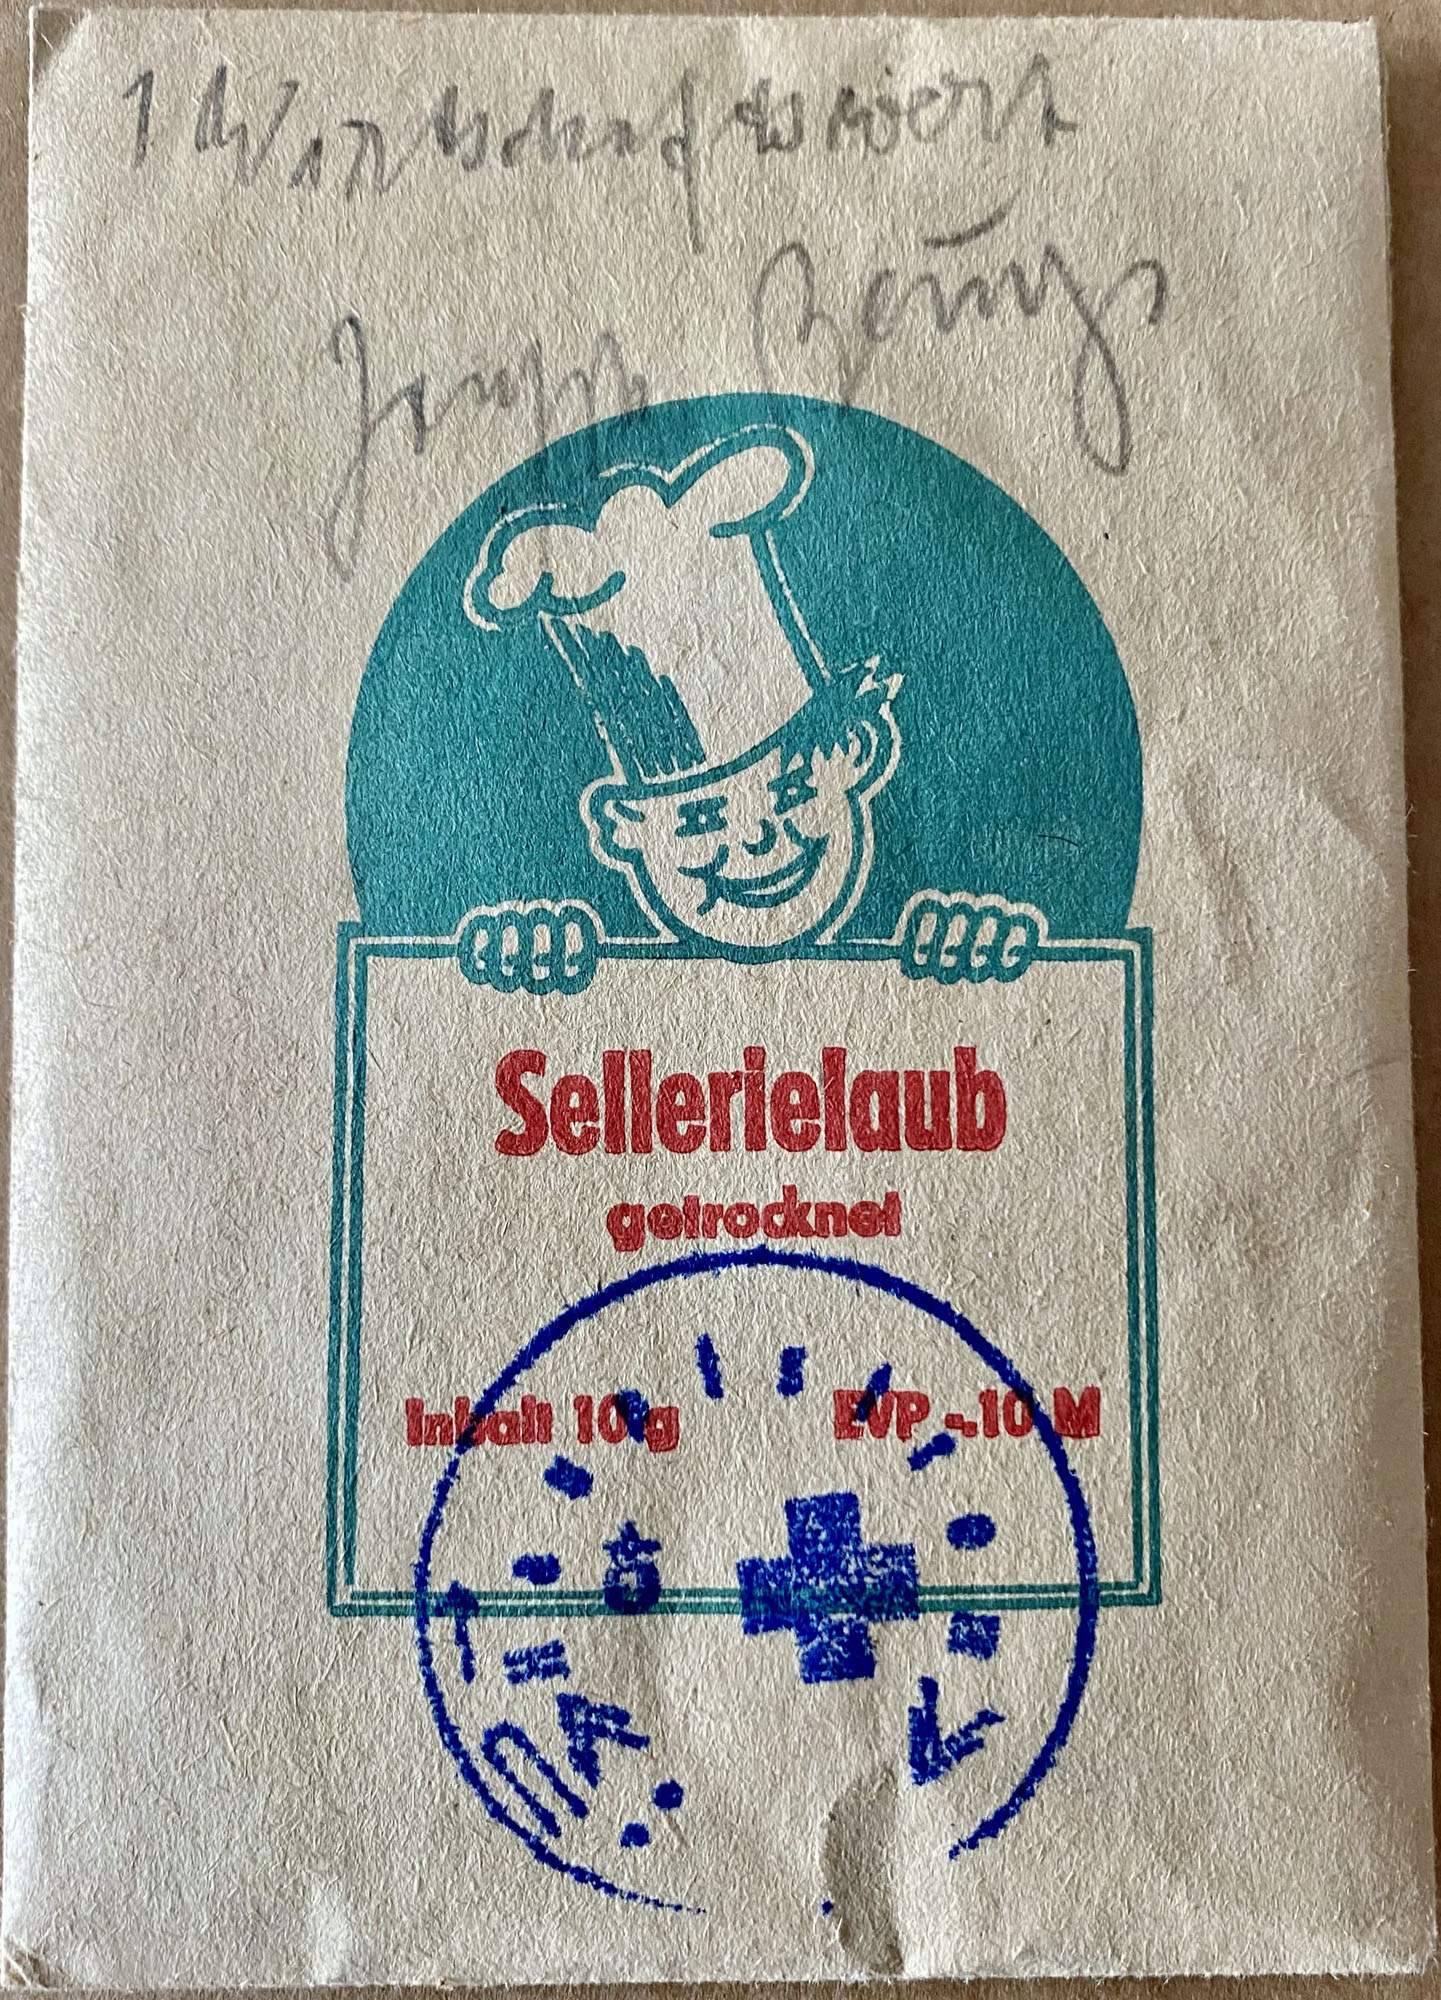 1 Wirtschaftswert
Joseph Beuys
Sellerielaub
getrocknet
Inhalt 10 g EVP -.10 M